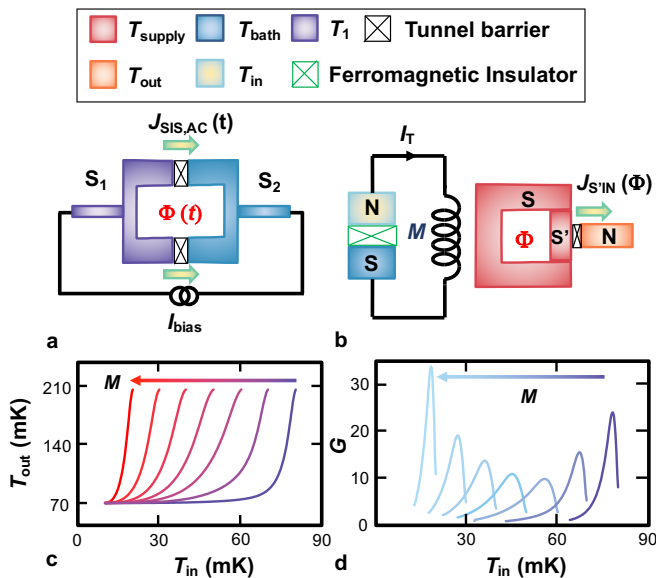 T_supply T_bath T_1 Tunnel barrier
T_out T_in Ferromagnetic Insulator
J_SIS,AC (t)
S_1 S_2
Φ (t)
I_bias
a
I_T
N
M
S
S
Φ
S'
J_S'IN (Φ)
N
b
M
210
140
70
0 30 60 90
T_out (mK)
T_in (mK)
c
M
30
20
10
0
0 30 60 90
G
T_in (mK)
d